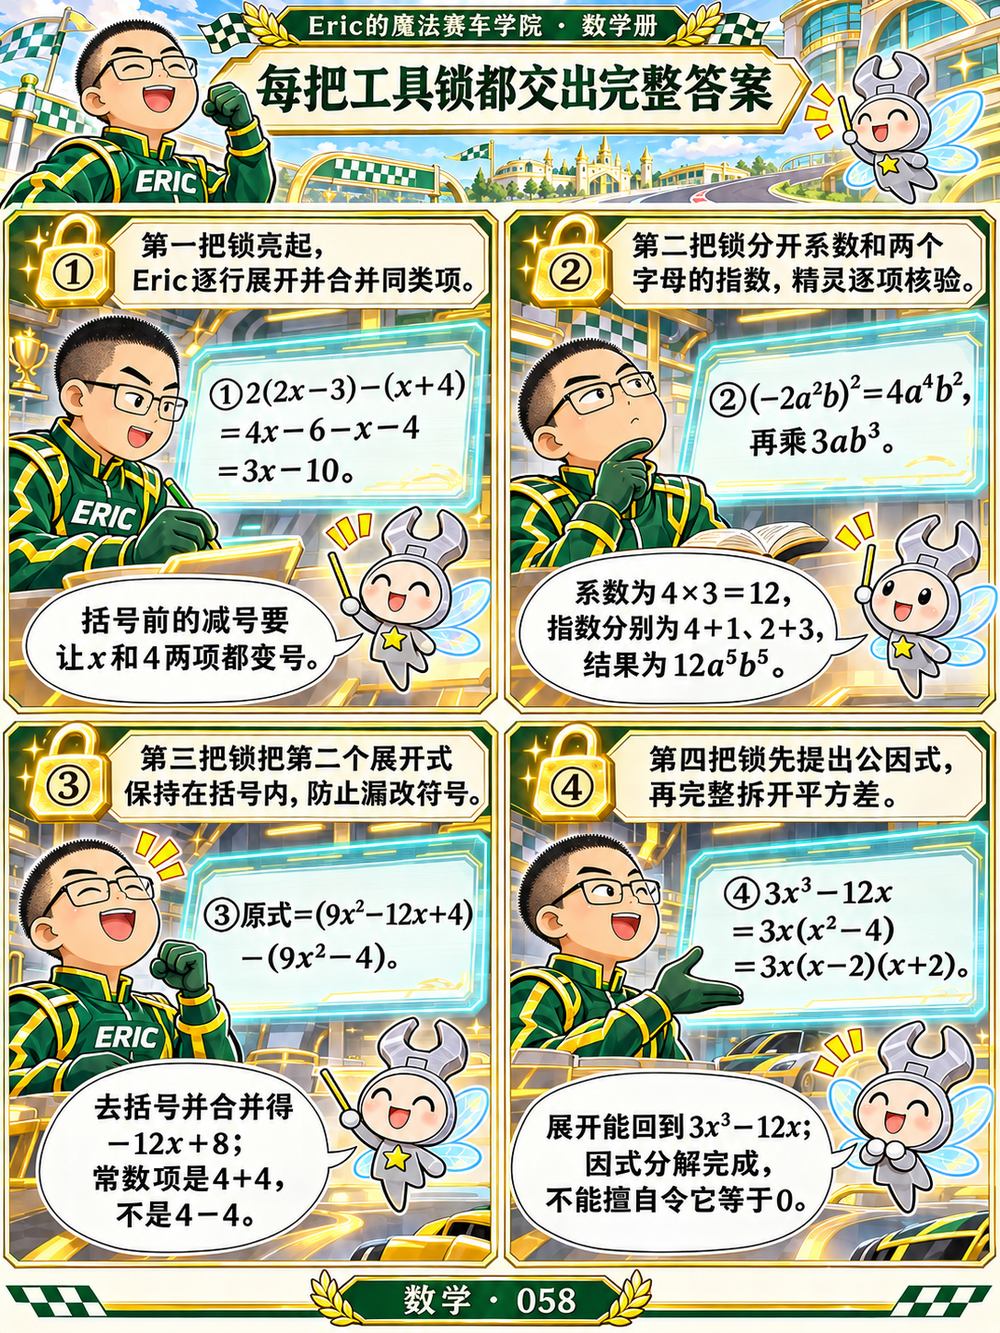 Eric的魔法赛车学院 · 数学册
每把工具锁都交出完整答案
ERIC
①
第一把锁亮起，
Eric逐行展开并合并同类项。
①2(2x−3)−(x+4)
=4x−6−x−4
=3x−10。
ERIC
括号前的减号要
让x和4两项都变号。
②
第二把锁分开系数和两个
字母的指数，精灵逐项核验。
②(−2a²b)²=4a⁴b²，
再乘3ab³。
系数为4×3=12，
指数分别为4+1、2+3，
结果为12a⁵b⁵。
③
第三把锁把第二个展开式
保持在括号内，防止漏改符号。
③原式=(9x²−12x+4)
−(9x²−4)。
ERIC
去括号并合并得
−12x+8；
常数项是4+4，
不是4−4。
④
第四把锁先提出公因式，
再完整拆开平方差。
④3x³−12x
=3x(x²−4)
=3x(x−2)(x+2)。
展开能回到3x³−12x；
因式分解完成，
不能擅自令它等于0。
数学 · 058